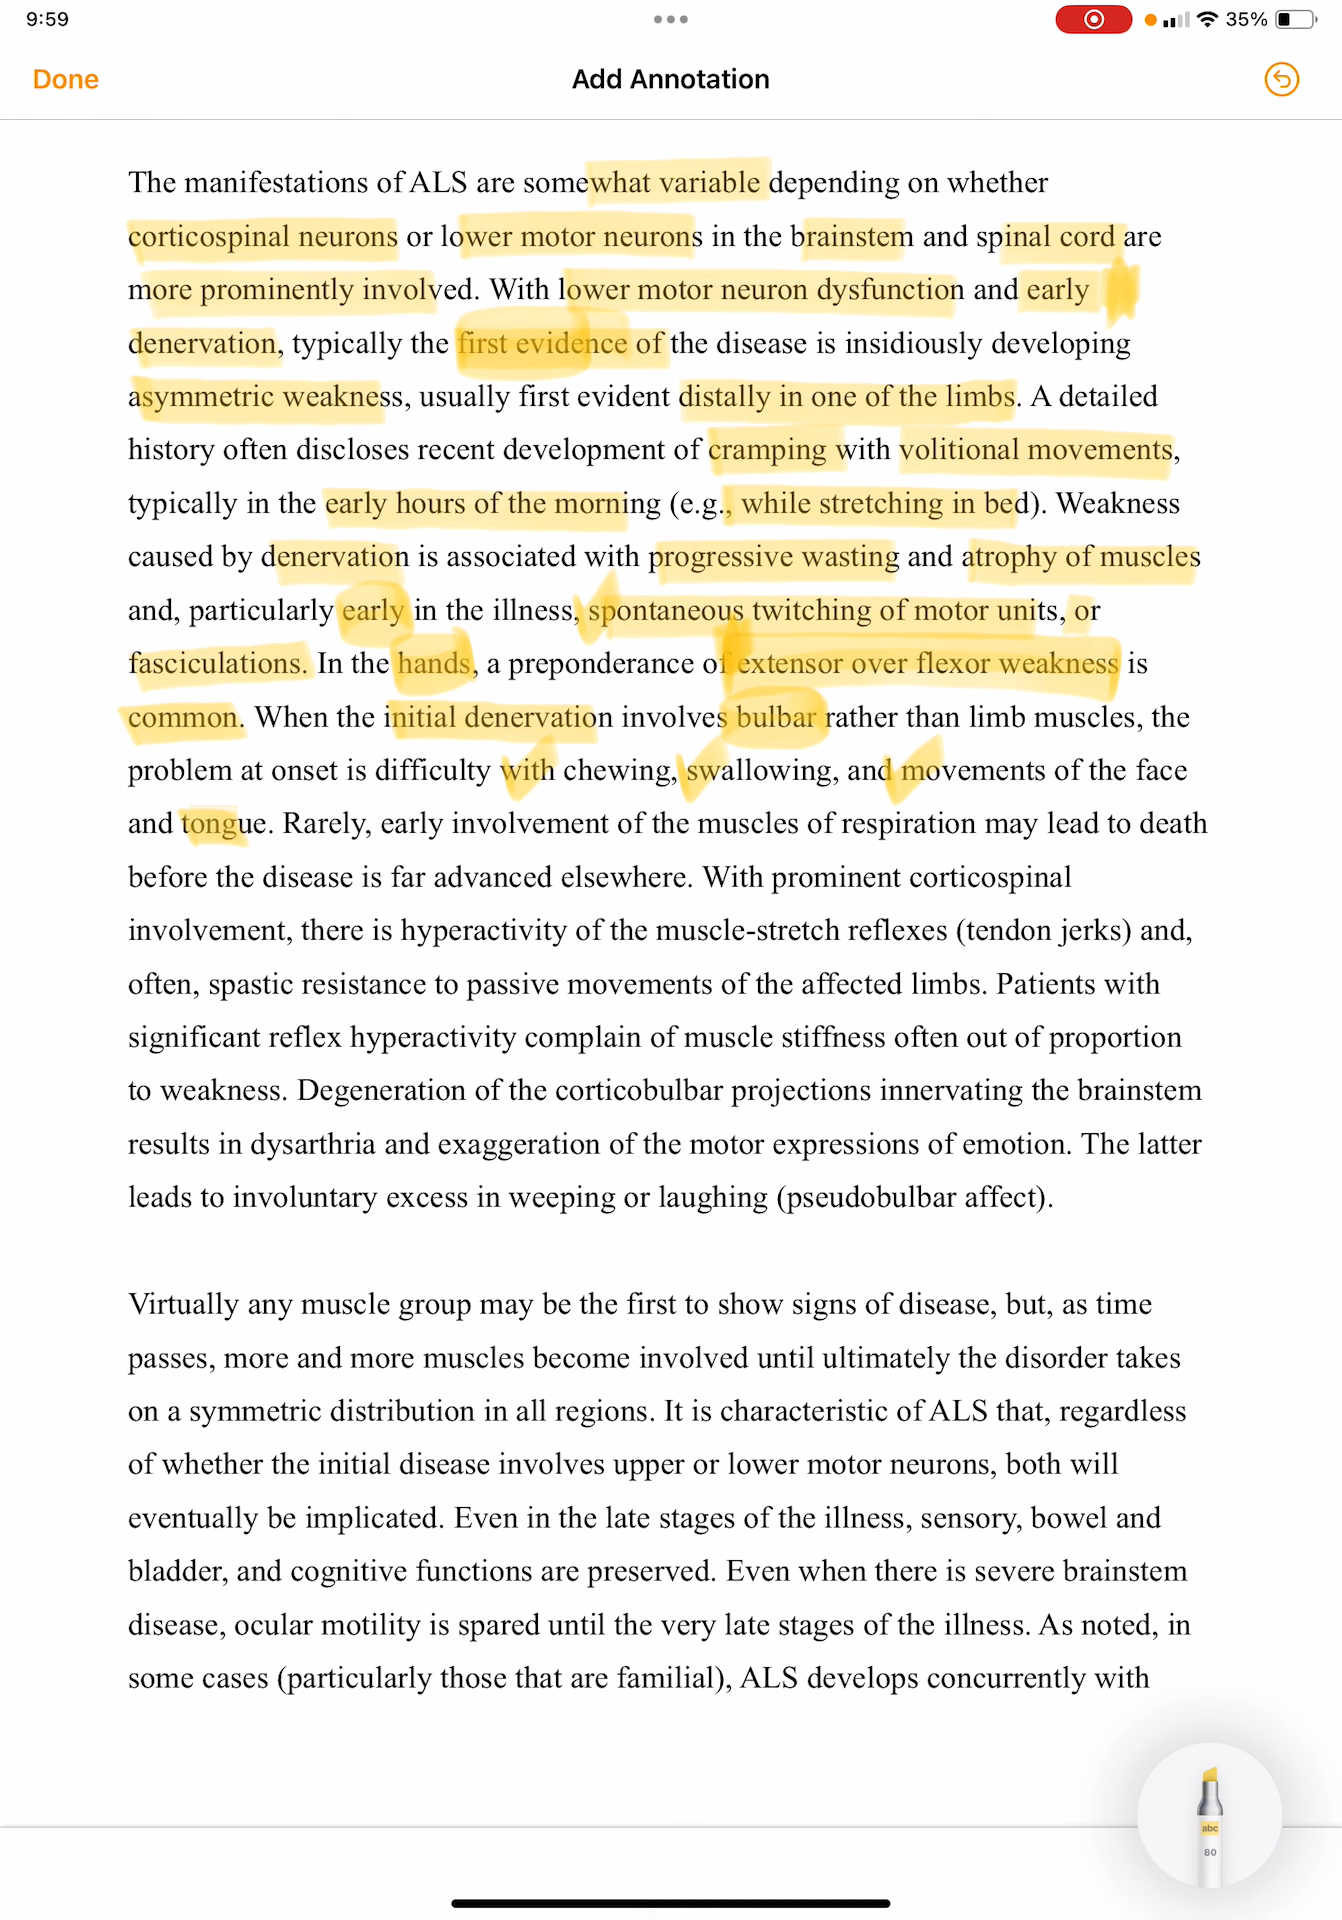 9:59
35%
Done
Add Annotation
The manifestations of ALS are somewhat variable depending on whether
corticospinal neurons or lower motor neurons in the brainstem and spinal cord are
more prominently involved. With lower motor neuron dysfunction and early
denervation, typically the first evidence of the disease is insidiously developing
asymmetric weakness, usually first evident distally in one of the limbs. A detailed
history often discloses recent development of cramping with volitional movements,
typically in the early hours of the morning (e.g., while stretching in bed). Weakness
caused by denervation is associated with progressive wasting and atrophy of muscles
and, particularly early in the illness, spontaneous twitching of motor units, or
fasciculations. In the hands, a preponderance of extensor over flexor weakness is
common. When the initial denervation involves bulbar rather than limb muscles, the
problem at onset is difficulty with chewing, swallowing, and movements of the face
and tongue. Rarely, early involvement of the muscles of respiration may lead to death
before the disease is far advanced elsewhere. With prominent corticospinal
involvement, there is hyperactivity of the muscle-stretch reflexes (tendon jerks) and,
often, spastic resistance to passive movements of the affected limbs. Patients with
significant reflex hyperactivity complain of muscle stiffness often out of proportion
to weakness. Degeneration of the corticobulbar projections innervating the brainstem
results in dysarthria and exaggeration of the motor expressions of emotion. The latter
leads to involuntary excess in weeping or laughing (pseudobulbar affect).
Virtually any muscle group may be the first to show signs of disease, but, as time
passes, more and more muscles become involved until ultimately the disorder takes
on a symmetric distribution in all regions. It is characteristic of ALS that, regardless
of whether the initial disease involves upper or lower motor neurons, both will
eventually be implicated. Even in the late stages of the illness, sensory, bowel and
bladder, and cognitive functions are preserved. Even when there is severe brainstem
disease, ocular motility is spared until the very late stages of the illness. As noted, in
some cases (particularly those that are familial), ALS develops concurrently with
abc
80